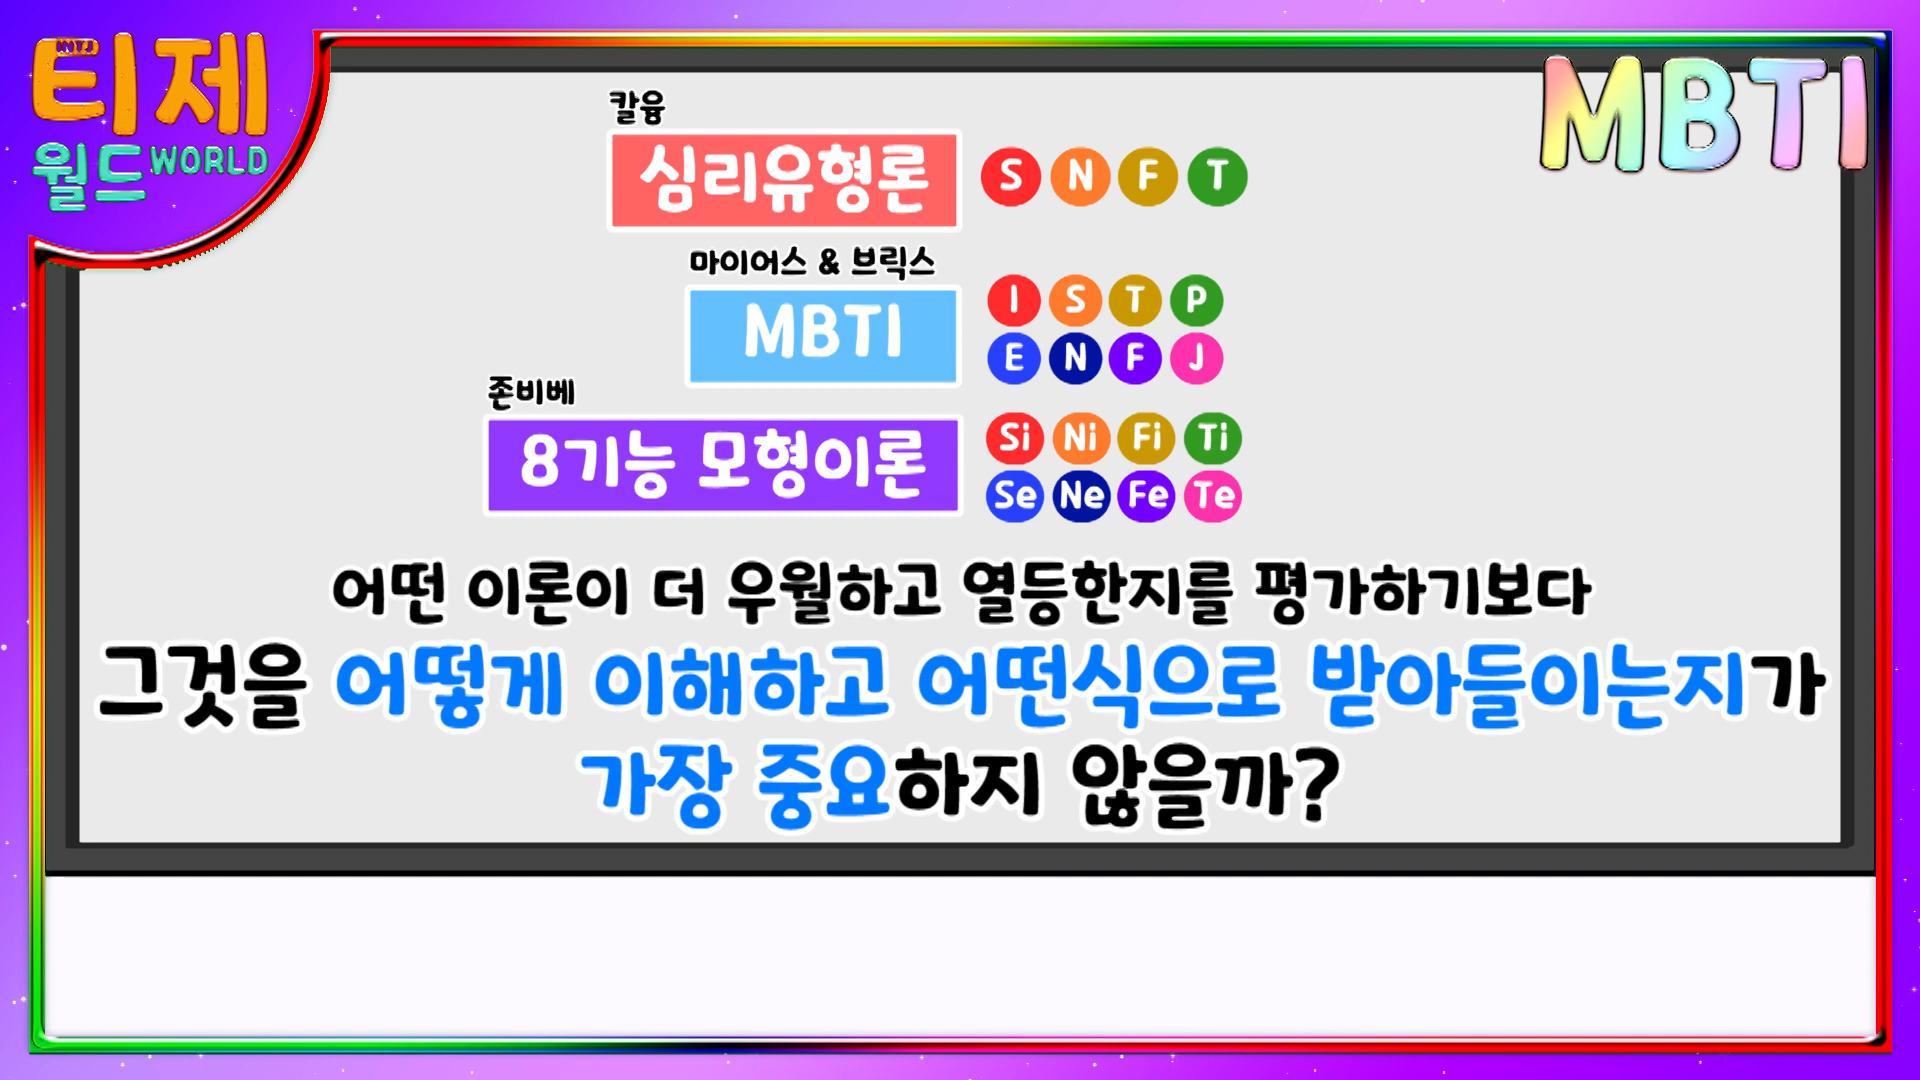 INTJ
티제
월드 WORLD
MBTI
칼융
심리유형론 S N F T
마이어스 & 브릭스
MBTI
I S T P
E N F J
존비베
8기능 모형이론
Si Ni Fi Ti
Se Ne Fe Te
어떤 이론이 더 우월하고 열등한지를 평가하기보다
그것을 어떻게 이해하고 어떤식으로 받아들이는지가
가장 중요하지 않을까?